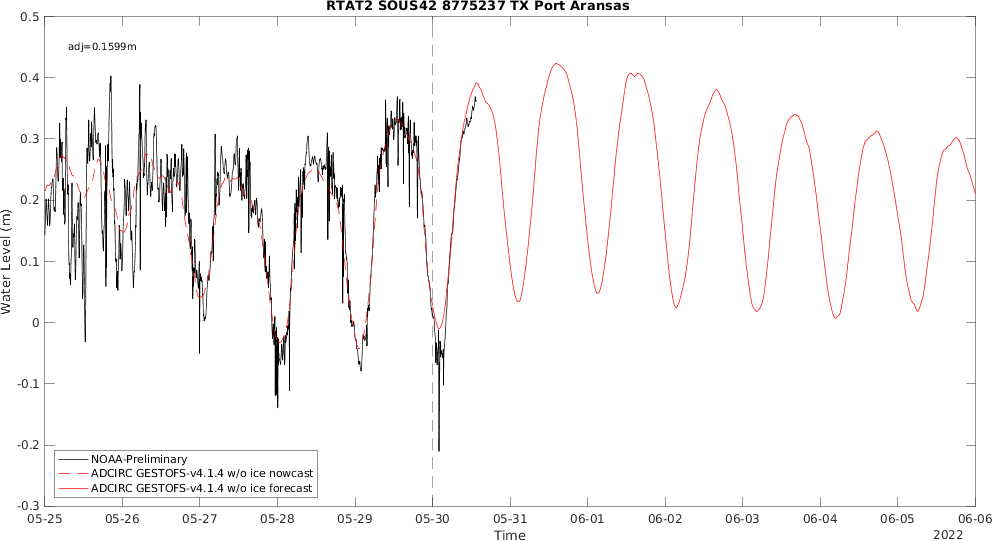 RTAT2 SOUS42 8775237 TX Port Aransas
0.5
adj=0.1599m
0.4
0.3
0.2
0.1
0
-0.1
-0.2
-0.3
Water Level (m)
NOAA-Preliminary
ADCIRC GESTOFS-v4.1.4 w/o ice nowcast
ADCIRC GESTOFS-v4.1.4 w/o ice forecast
05-25 05-26 05-27 05-28 05-29 05-30 05-31 06-01 06-02 06-03 06-04 06-05 06-06
Time
2022